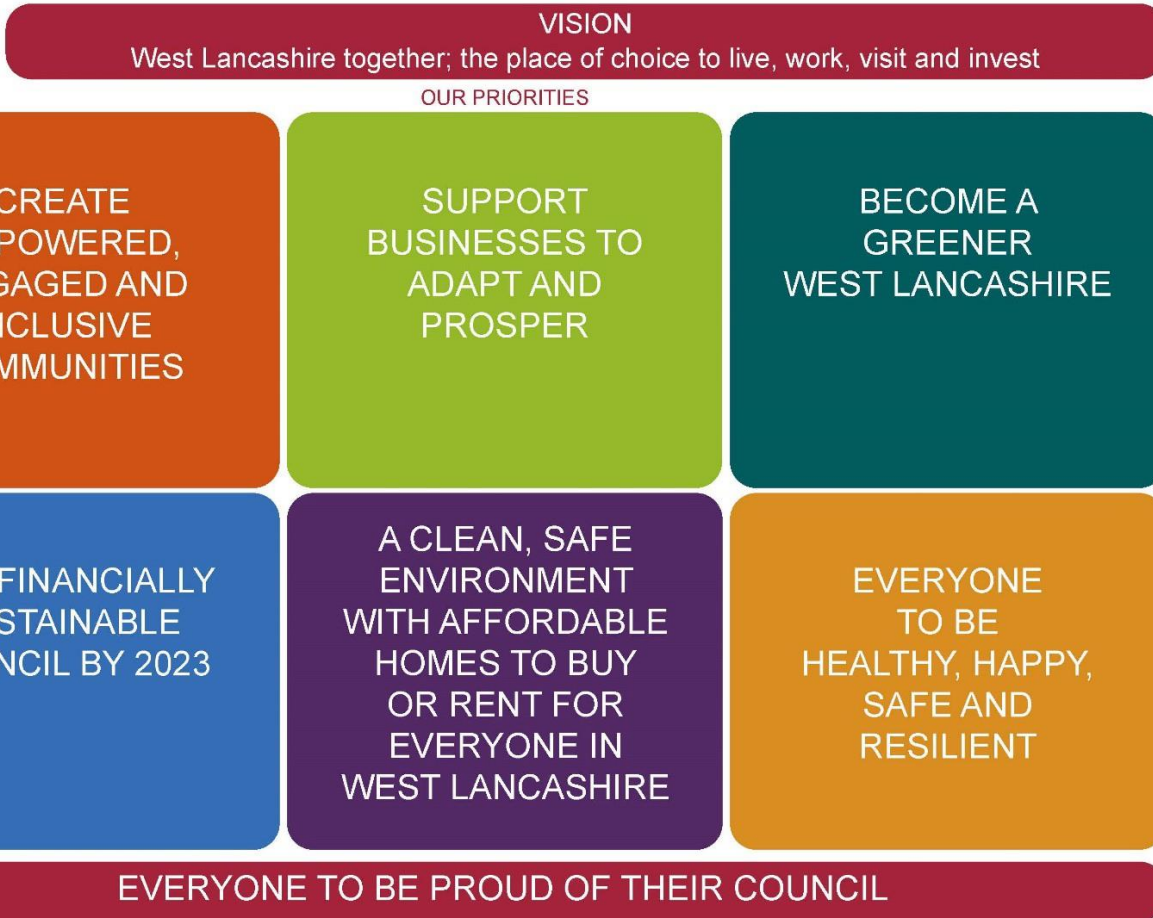 VISION
West Lancashire together; the place of choice to live, work, visit and invest
OUR PRIORITIES
CREATE
POWERED,
GAGED AND
CLUSIVE
MMUNITIES
SUPPORT
BUSINESSES TO
ADAPT AND
PROSPER
BECOME A
GREENER
WEST LANCASHIRE
FINANCIALLY
STAINABLE
NCIL BY 2023
A CLEAN, SAFE
ENVIRONMENT
WITH AFFORDABLE
HOMES TO BUY
OR RENT FOR
EVERYONE IN
WEST LANCASHIRE
EVERYONE
TO BE
HEALTHY, HAPPY,
SAFE AND
RESILIENT
EVERYONE TO BE PROUD OF THEIR COUNCIL